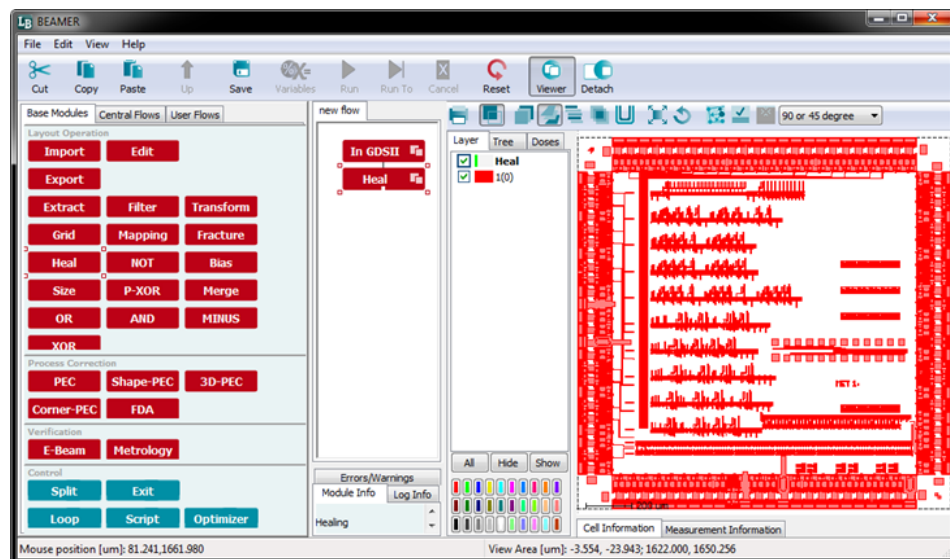 LB BEAMER
File Edit View Help
Cut Copy Paste Up Save Variables Run Run To Cancel Reset Viewer Detach
Base Modules Central Flows User Flows
Layout Operation
Import Edit
Export
Extract Filter Transform
Grid Mapping Fracture
Heal NOT Bias
Size P-XOR Merge
OR AND MINUS
XOR
Process Correction
PEC Shape-PEC 3D-PEC
Corner-PEC FDA
Verification
E-Beam Metrology
Control
Split Exit
Loop Script Optimizer
new flow
In GDSII
Heal
Errors/Warnings
Module Info Log Info
Healing
90 or 45 degree
Layer Tree Doses
Heal
1(0)
All Hide Show
MET 1-
Cell Information Measurement Information
Mouse position [um]: 81.241,1661.980
View Area [um]: -3.554, -23.943; 1622.000, 1650.256